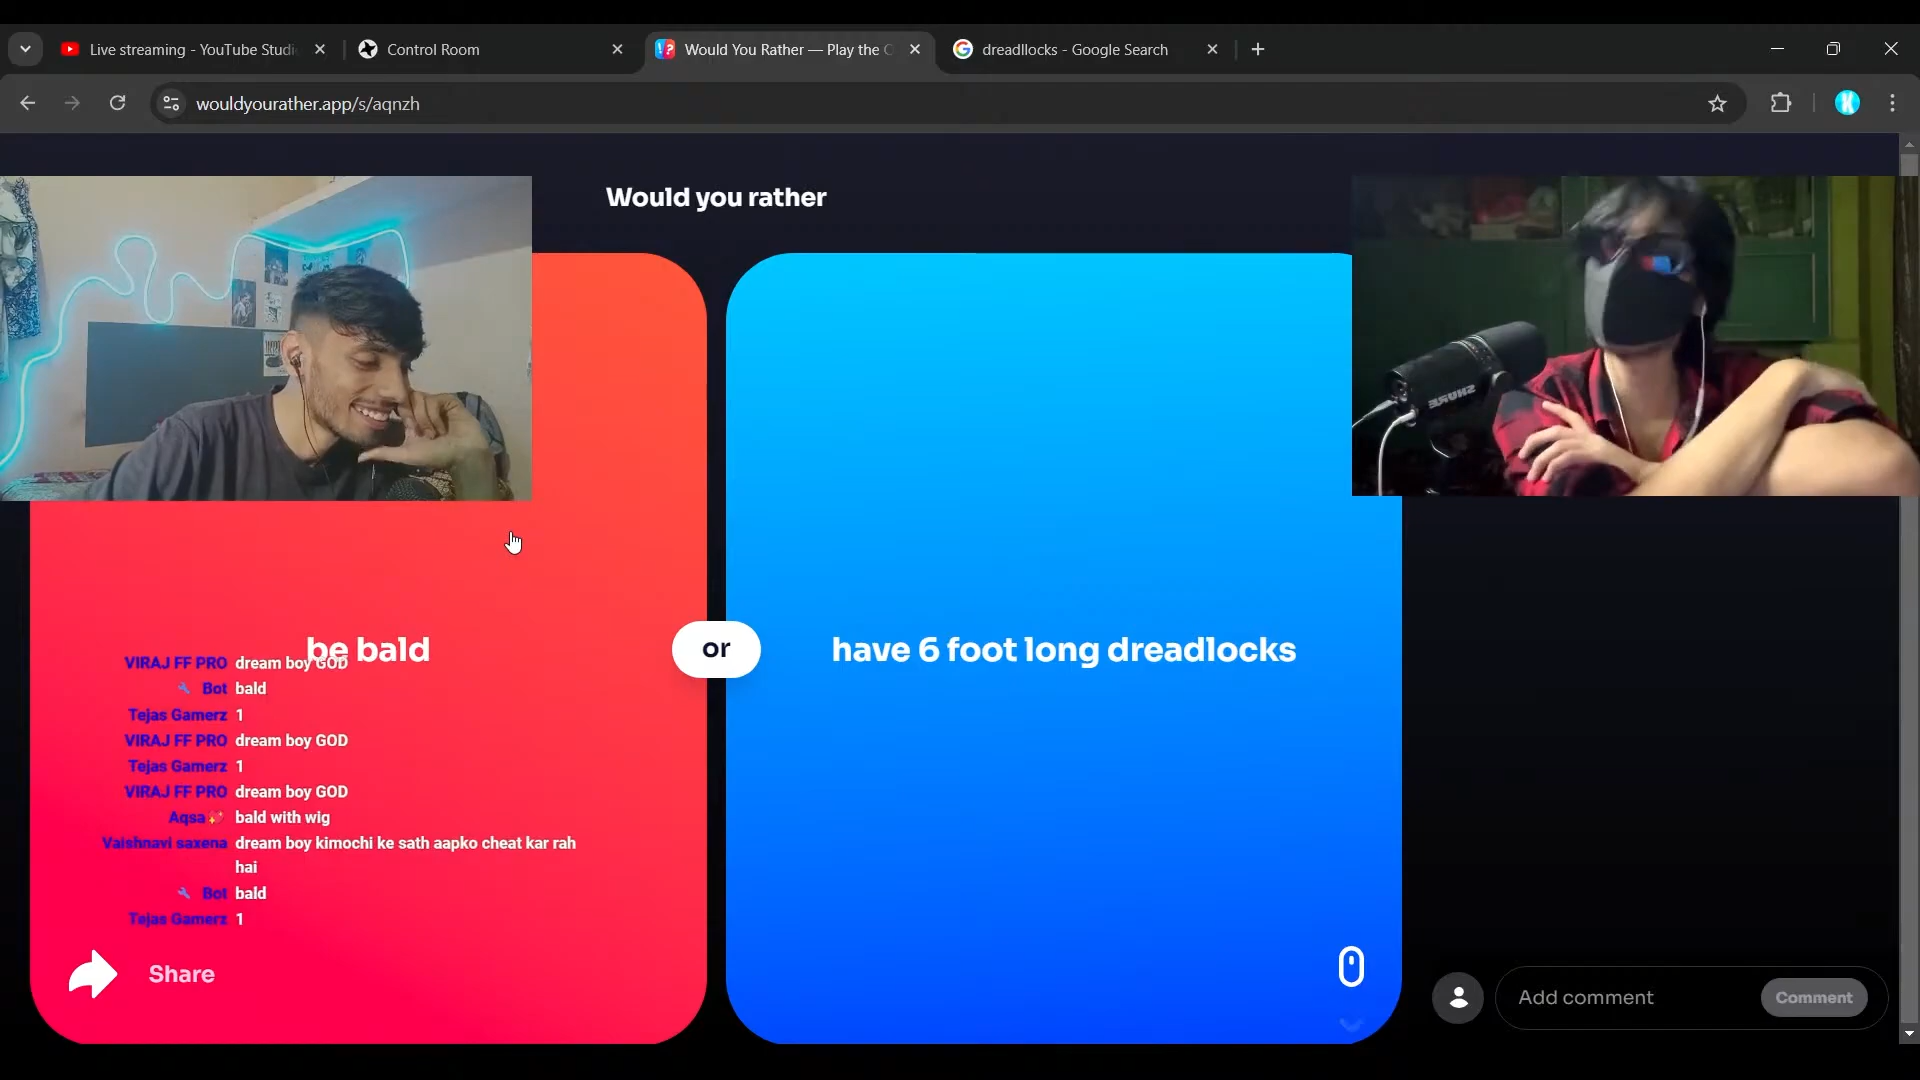 Live streaming - YouTube Studi
Control Room
Would You Rather — Play the C
dreadllocks - Google Search
wouldyourather.app/s/aqnzh
K
Would you rather
SHURE
be bald
or
have 6 foot long dreadlocks
VIRAJ FF PRO dream boy GOD
Bot bald
Tejas Gamerz 1
VIRAJ FF PRO dream boy GOD
Tejas Gamerz 1
VIRAJ FF PRO dream boy GOD
Aqsa✨ bald with wig
Vaishnavi saxena dream boy kimochi ke sath aapko cheat kar rah
hai
Bot bald
Tejas Gamerz 1
Share
Add comment
Comment